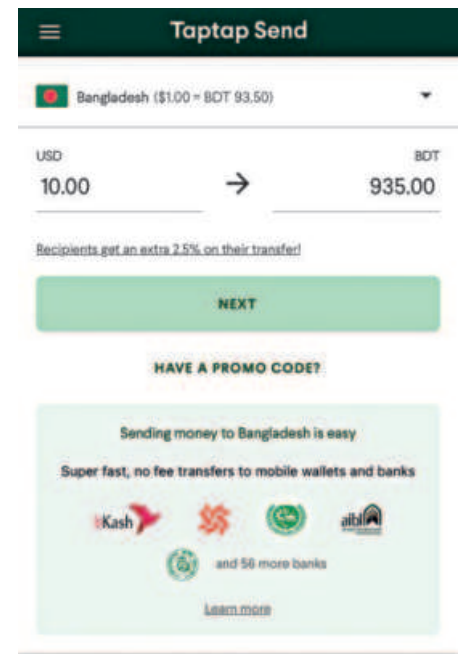 Taptap Send
Bangladesh ($1.00 = BDT 93.50)
USD
BDT
10.00
→
935.00
Recipients get an extra 2.5% on their transfer!
NEXT
HAVE A PROMO CODE?
Sending money to Bangladesh is easy
Super fast, no fee transfers to mobile wallets and banks
bKash
aibl
and 56 more banks
Learn more